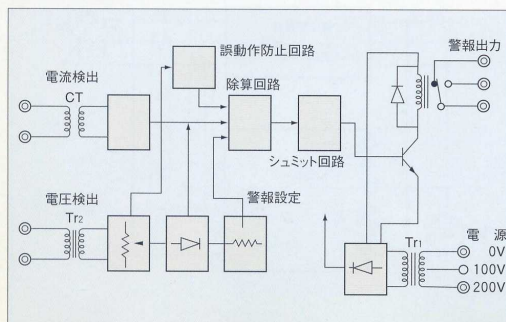 誤動作防止回路
警報出力
電流検出
CT
除算回路
シュミット回路
電圧検出
Tr2
警報設定
Tr1
電 源
0V
100V
200V